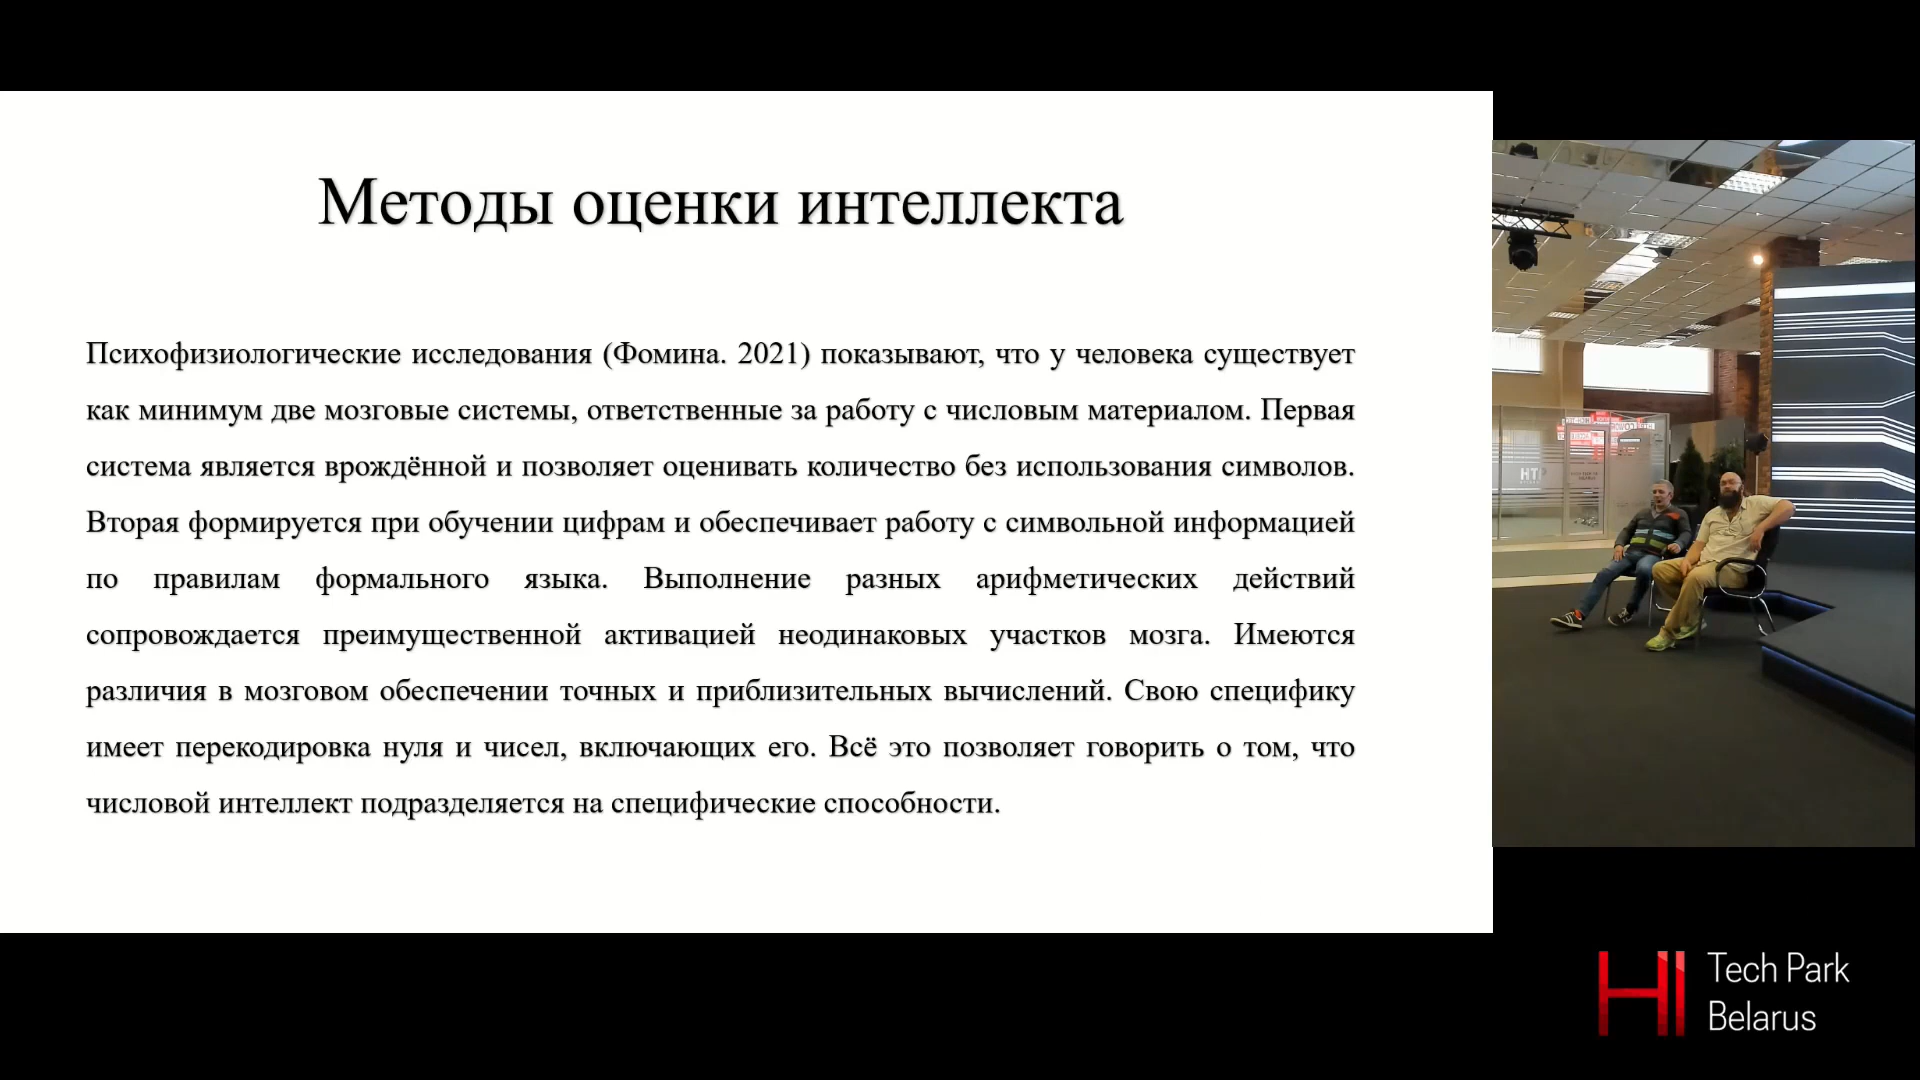 Методы оценки интеллекта
Психофизиологические исследования (Фомина. 2021) показывают, что у человека существует
как минимум две мозговые системы, ответственные за работу с числовым материалом. Первая
система является врождённой и позволяет оценивать количество без использования символов.
Вторая формируется при обучении цифрам и обеспечивает работу с символьной информацией
по правилам формального языка. Выполнение разных арифметических действий
сопровождается преимущественной активацией неодинаковых участков мозга. Имеются
различия в мозговом обеспечении точных и приблизительных вычислений. Свою специфику
имеет перекодировка нуля и чисел, включающих его. Всё это позволяет говорить о том, что
числовой интеллект подразделяется на специфические способности.
HI Tech Park
Belarus